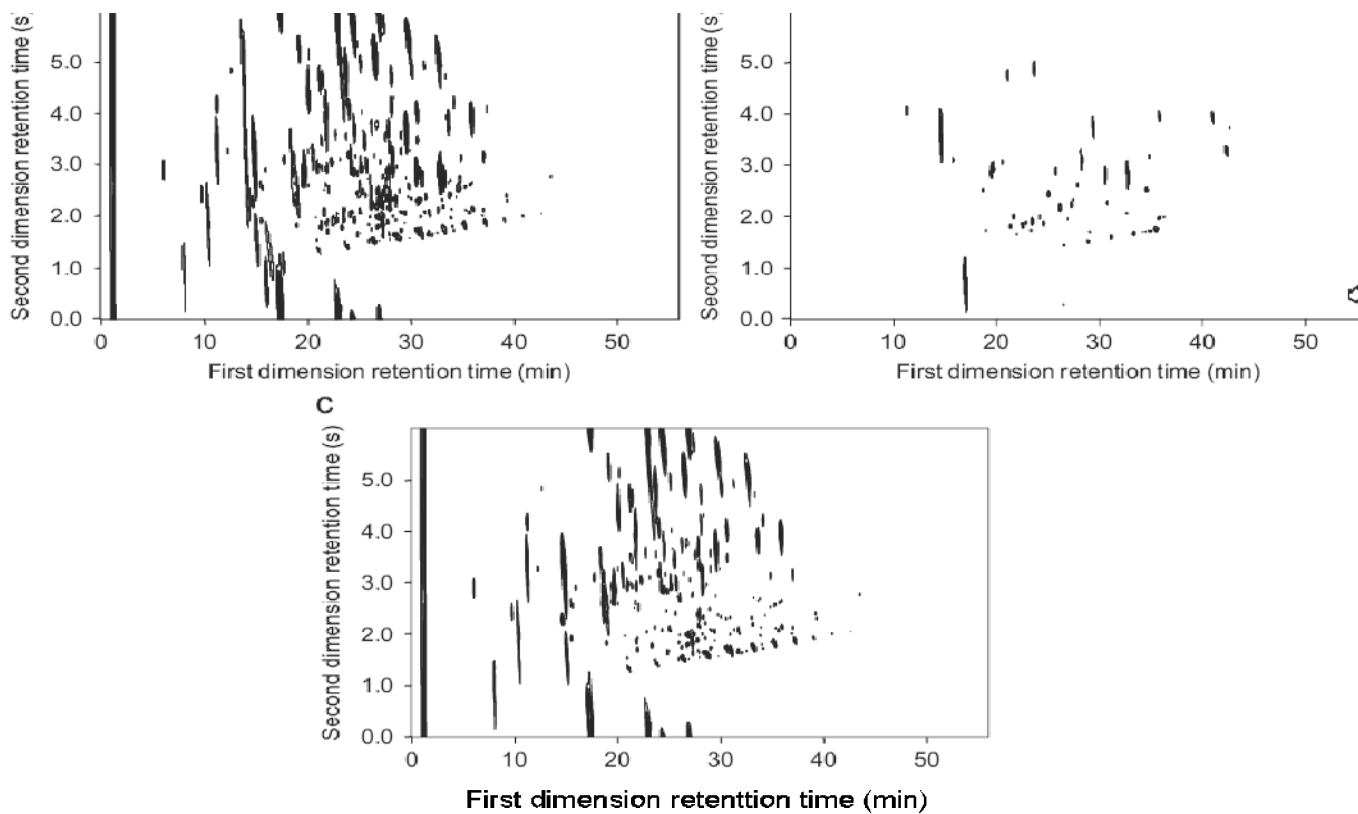 Second dimension retention time (s)
5.0
4.0
3.0
2.0
1.0
0.0
0 10 20 30 40 50
First dimension retention time (min)
Second dimension retention time (s)
5.0
4.0
3.0
2.0
1.0
0.0
0 10 20 30 40 50
First dimension retention time (min)
C
Second dimension retention time (s)
5.0
4.0
3.0
2.0
1.0
0.0
0 10 20 30 40 50
First dimension retenttion time (min)